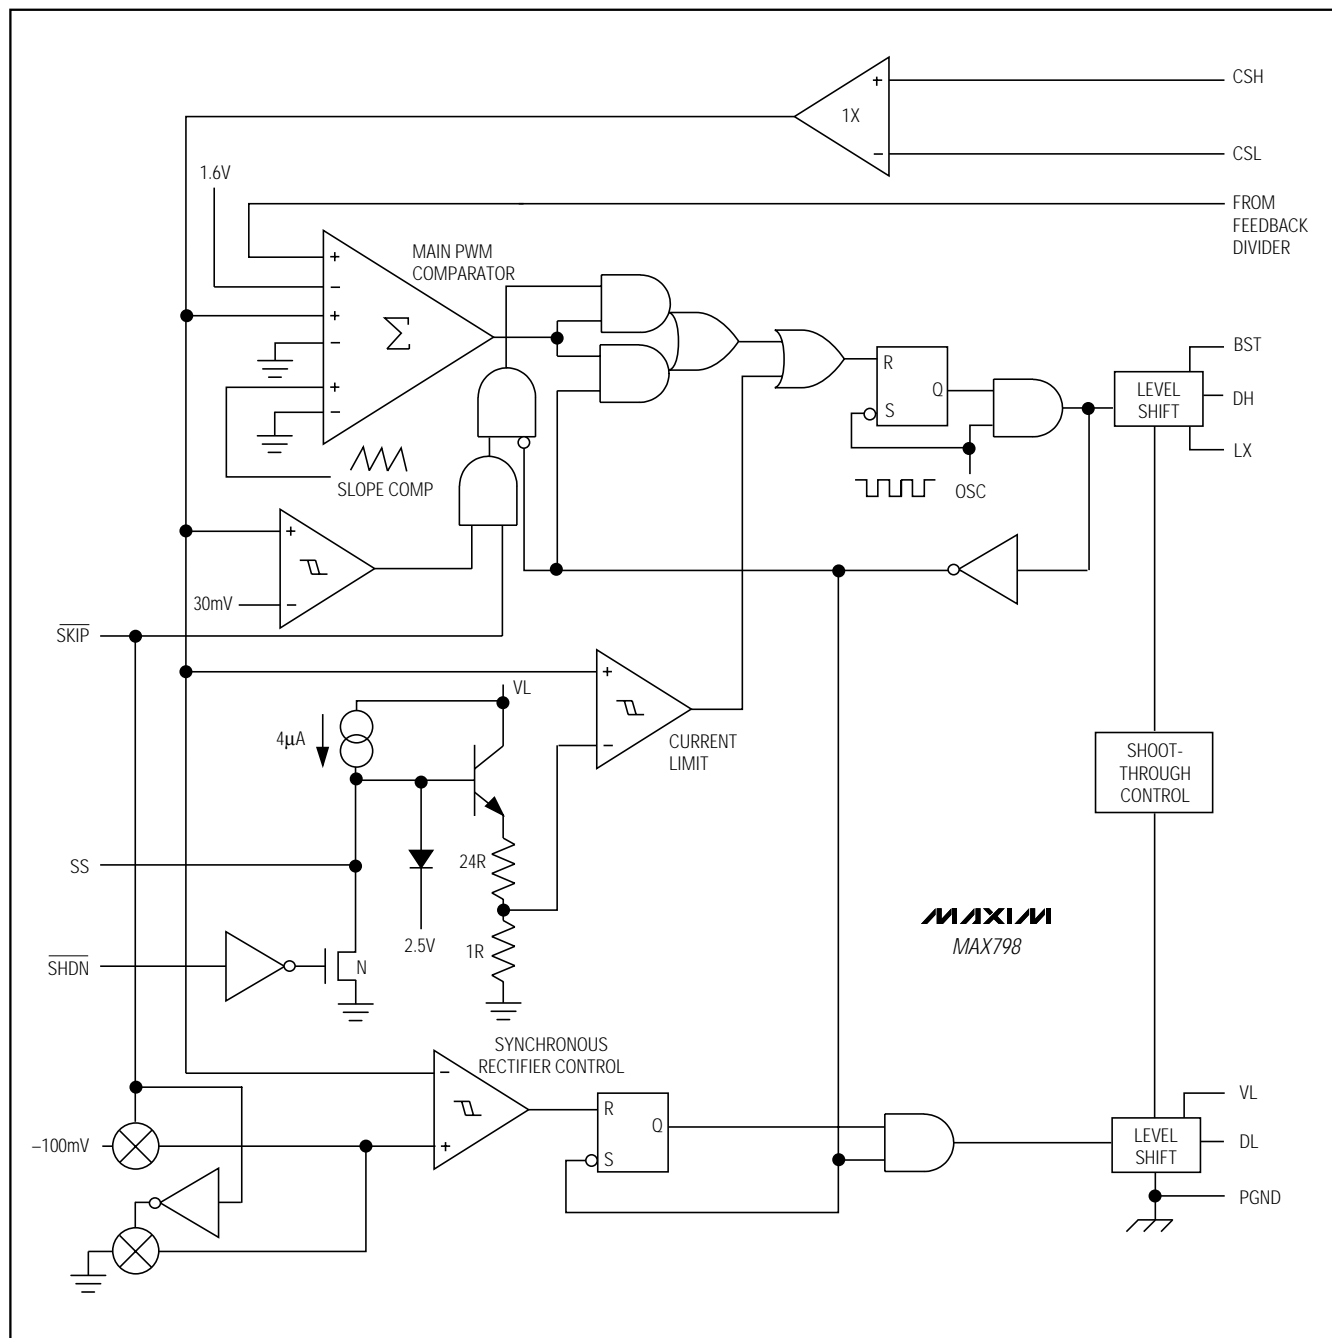 CSH
+
1X
−
CSL
1.6V
FROM
FEEDBACK
DIVIDER
MAIN PWM
COMPARATOR
+
−
+
−
+
−
Σ
R
Q
S
BST
LEVEL
SHIFT
DH
LX
SLOPE COMP
OSC
+
30mV
−
SKIP
VL
4µA
+
−
CURRENT
LIMIT
SHOOT-
THROUGH
CONTROL
SS
24R
2.5V
1R
SHDN
N
MAXIM
MAX798
SYNCHRONOUS
RECTIFIER CONTROL
−
+
R
Q
S
VL
LEVEL
SHIFT
DL
PGND
–100mV